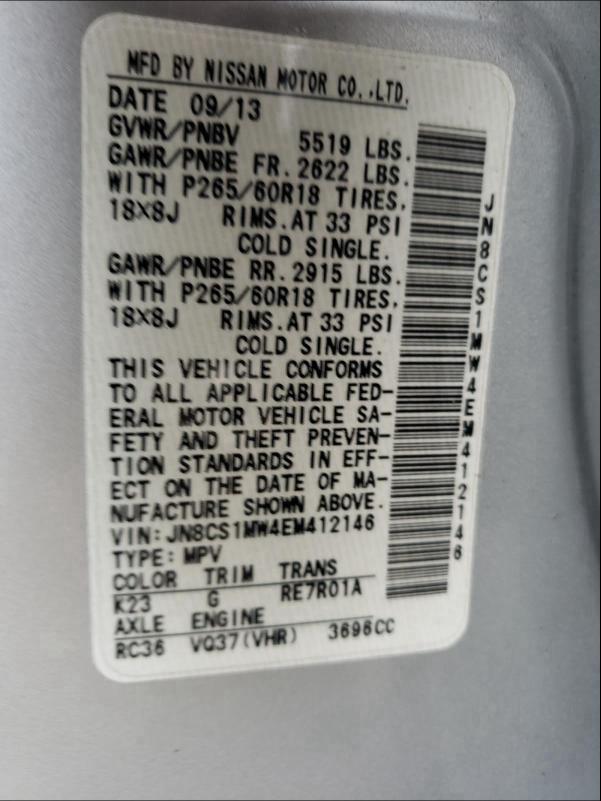 MFD BY NISSAN MOTOR CO.,LTD.
DATE 09/13
GVWR/PNBV 5519 LBS.
GAWR/PNBE FR. 2622 LBS.
WITH P265/60R18 TIRES.
18X8J RIMS. AT 33 PSI
COLD SINGLE.
GAWR/PNBE RR. 2915 LBS.
WITH P265/60R18 TIRES.
18X8J RIMS. AT 33 PSI
COLD SINGLE.
THIS VEHICLE CONFORMS
TO ALL APPLICABLE FED-
ERAL MOTOR VEHICLE SA-
FETY AND THEFT PREVEN-
TION STANDARDS IN EFF-
ECT ON THE DATE OF MA-
NUFACTURE SHOWN ABOVE.
VIN: JN8CS1MW4EM412146
TYPE: MPV
COLOR TRIM TRANS
K23 G RE7R01A
AXLE ENGINE
RC36 VQ37(VHR) 3696CC
JN8CS1MW4EM412146